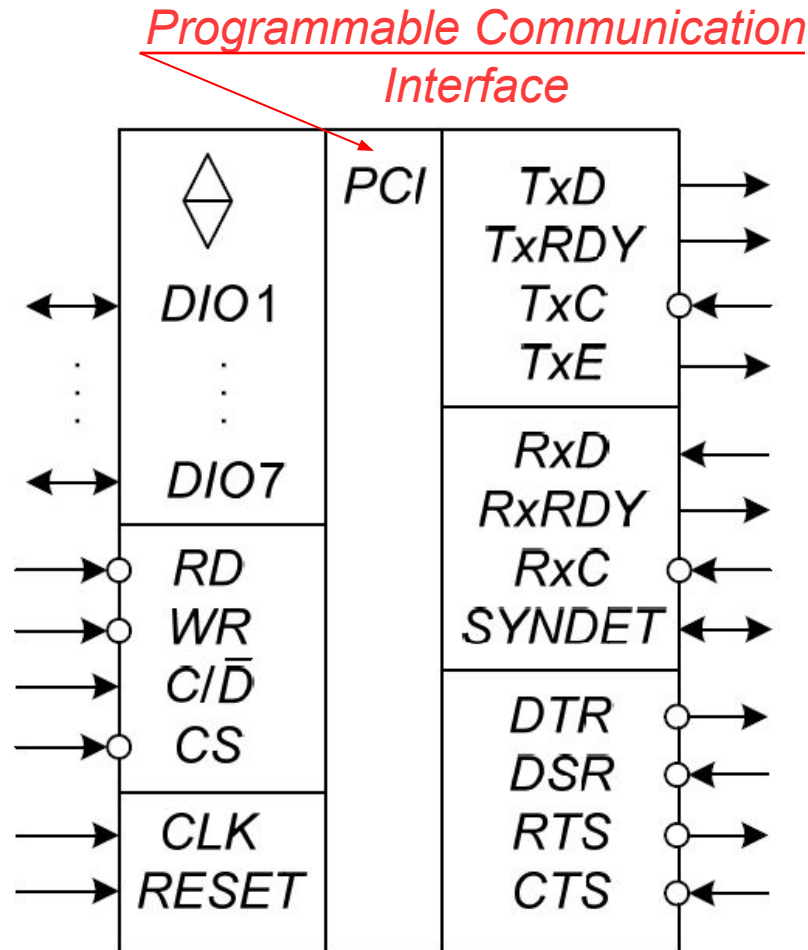 Programmable Communication
Interface
PCI
DIO1
DIO7
RD
WR
C/D̅
CS
CLK
RESET
TxD
TxRDY
TxC
TxE
RxD
RxRDY
RxC
SYNDET
DTR
DSR
RTS
CTS